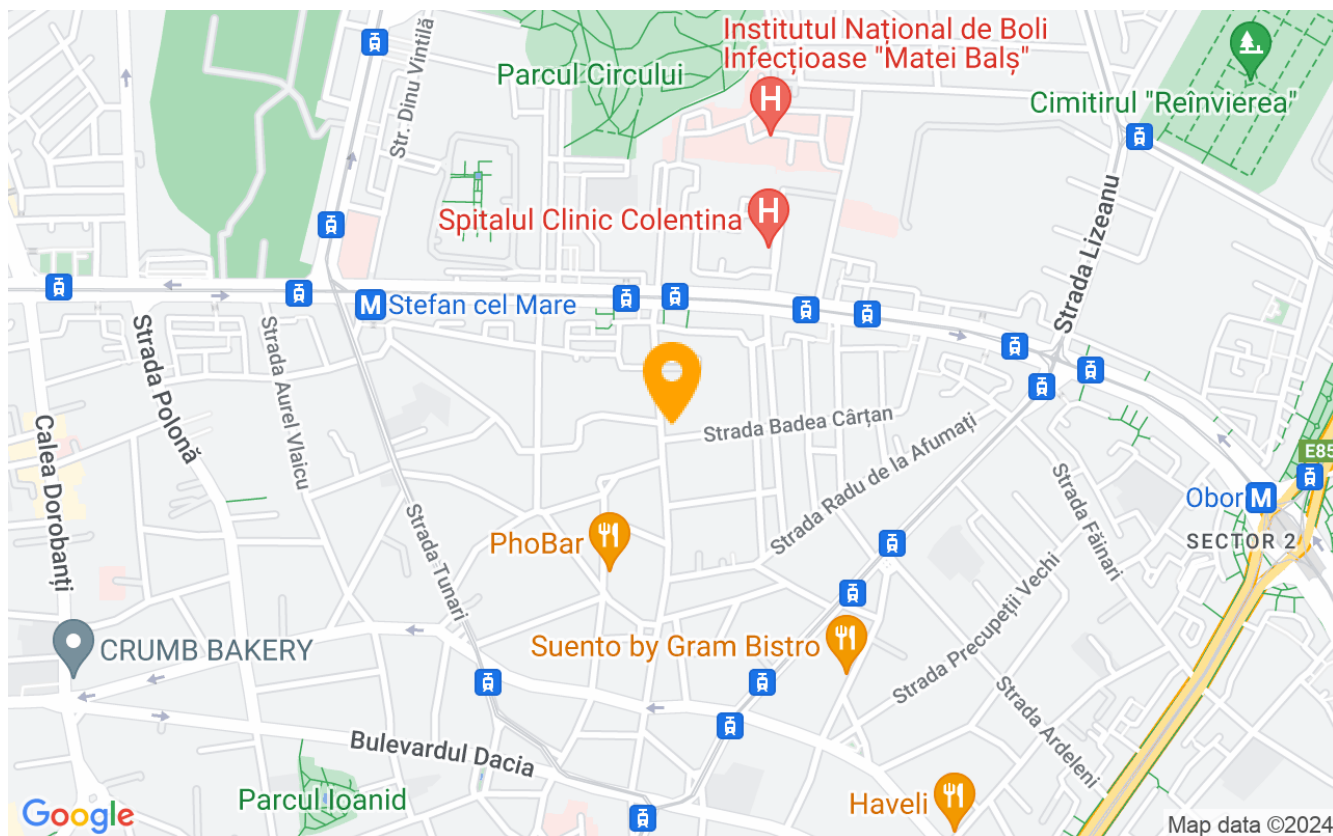 Institutul Național de Boli
Infecțioase "Matei Balș"
Str. Dinu Vintilă
Parcul Circului
Cimitirul "Reînvierea"
Spitalul Clinic Colentina
Strada Lizeanu
M Stefan cel Mare
Strada Polonă
Strada Aurel Vlaicu
Calea Dorobanți
Strada Badea Cârțan
Strada Radu de la Afumați
E85
Obor M
Strada Făinari
SECTOR 2
Strada Tunari
PhoBar
Strada Precupeții Vechi
CRUMB BAKERY
Suento by Gram Bistro
Strada Ardeleni
Bulevardul Dacia
Parcul Ioanid
Haveli
Google
Map data ©2024
H
H